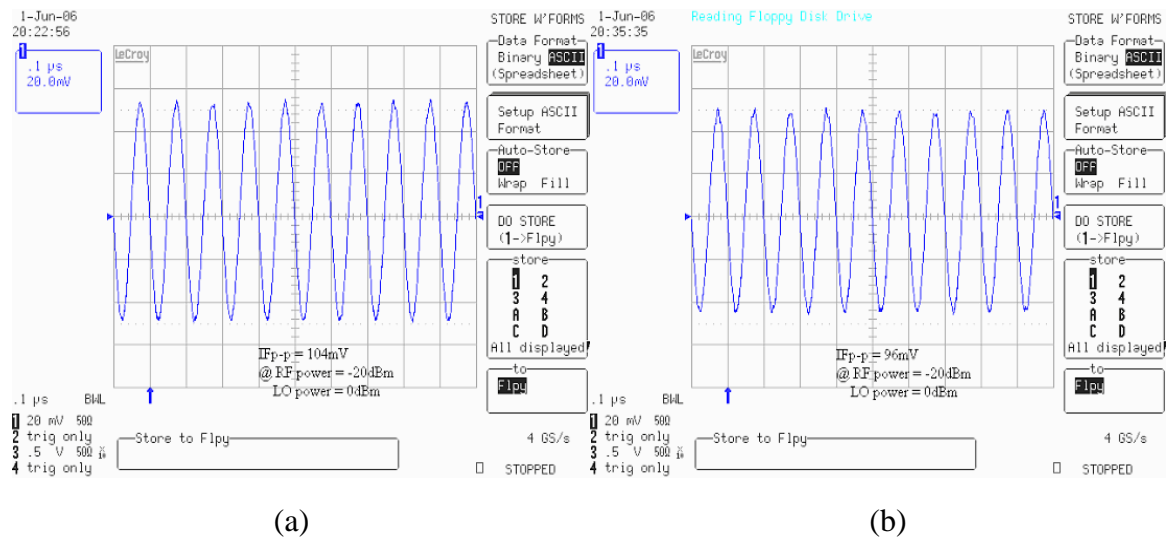 1-Jun-06
20:22:56
1
.1 µs
20.0mV
LeCroy
STORE W'FORMS
Data Format
Binary ASCII
(Spreadsheet)
Setup ASCII
Format
Auto-Store
OFF
Wrap Fill
DO STORE
(1->Flpy)
store
1 2
3 4
A B
C D
All displayed
to
Flpy
1
IFp-p = 104mV
@ RF power = -20dBm
LO power = 0dBm
.1 µs BWL
1 20 mV 50Ω
2 trig only
3 .5 V 50Ω
4 trig only
Store to Flpy
4 GS/s
STOPPED
(a)
1-Jun-06
20:35:35
Reading Floppy Disk Drive
1
.1 µs
20.0mV
LeCroy
STORE W'FORMS
Data Format
Binary ASCII
(Spreadsheet)
Setup ASCII
Format
Auto-Store
OFF
Wrap Fill
DO STORE
(1->Flpy)
store
1 2
3 4
A B
C D
All displayed
to
Flpy
1
IFp-p = 96mV
@ RF power = -20dBm
LO power = 0dBm
.1 µs BWL
1 20 mV 50Ω
2 trig only
3 .5 V 50Ω
4 trig only
Store to Flpy
4 GS/s
STOPPED
(b)